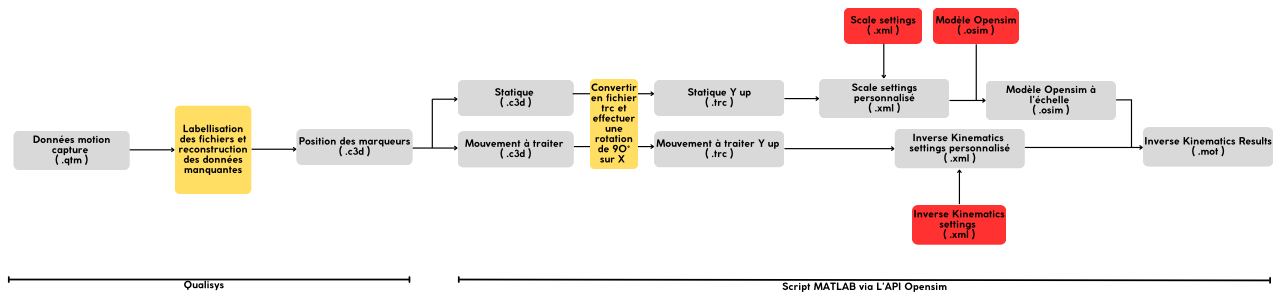 Scale settings
( .xml )
Modèle Opensim
( .osim )
Données motion
capture
( .qtm )
Labellisation
des fichiers et
reconstruction
des données
manquantes
Position des marqueurs
( .c3d )
Statique
( .c3d )
Mouvement à traiter
( .c3d )
Convertir
en fichier
trc et
effectuer
une
rotation
de 90°
sur X
Statique Y up
( .trc )
Mouvement à traiter Y up
( .trc )
Scale settings
personnalisé
( .xml )
Modèle Opensim à
l'échelle
( .osim )
Inverse Kinematics
settings personnalisé
( .xml )
Inverse Kinematics Results
( .mot )
Inverse Kinematics
settings
( .xml )
Qualisys
Script MATLAB via L'API Opensim